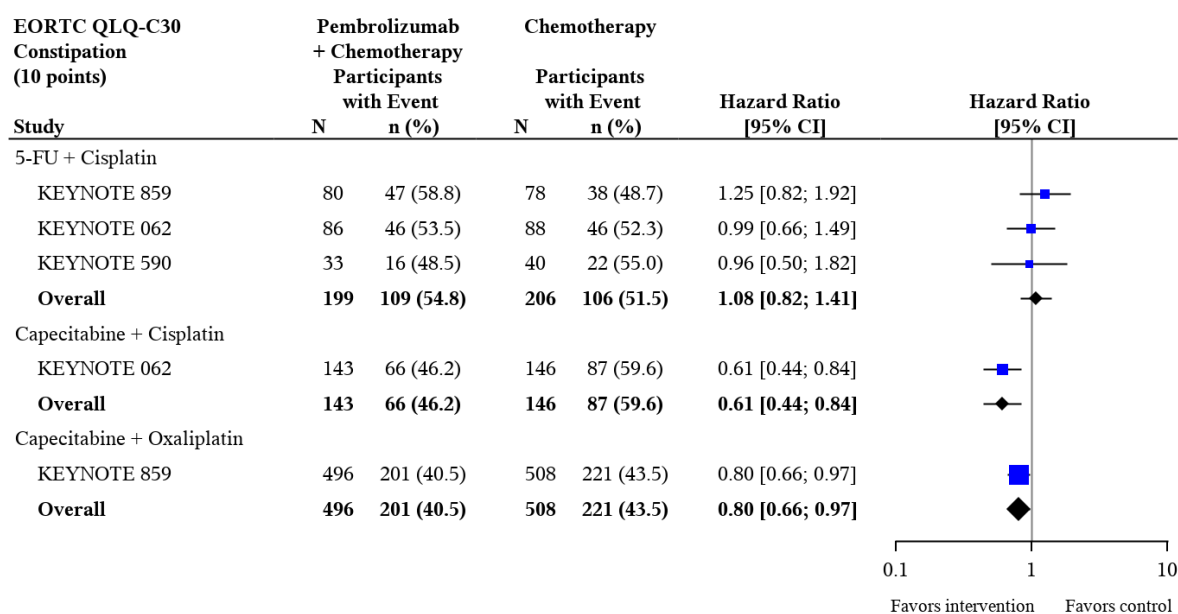 EORTC QLQ-C30 Pembrolizumab Chemotherapy
Constipation + Chemotherapy
(10 points) Participants Participants
with Event with Event Hazard Ratio Hazard Ratio
Study N n (%) N n (%) [95% CI] [95% CI]
5-FU + Cisplatin
KEYNOTE 859 80 47 (58.8) 78 38 (48.7) 1.25 [0.82; 1.92]
KEYNOTE 062 86 46 (53.5) 88 46 (52.3) 0.99 [0.66; 1.49]
KEYNOTE 590 33 16 (48.5) 40 22 (55.0) 0.96 [0.50; 1.82]
Overall 199 109 (54.8) 206 106 (51.5) 1.08 [0.82; 1.41]
Capecitabine + Cisplatin
KEYNOTE 062 143 66 (46.2) 146 87 (59.6) 0.61 [0.44; 0.84]
Overall 143 66 (46.2) 146 87 (59.6) 0.61 [0.44; 0.84]
Capecitabine + Oxaliplatin
KEYNOTE 859 496 201 (40.5) 508 221 (43.5) 0.80 [0.66; 0.97]
Overall 496 201 (40.5) 508 221 (43.5) 0.80 [0.66; 0.97]
0.1 1 10
Favors intervention Favors control